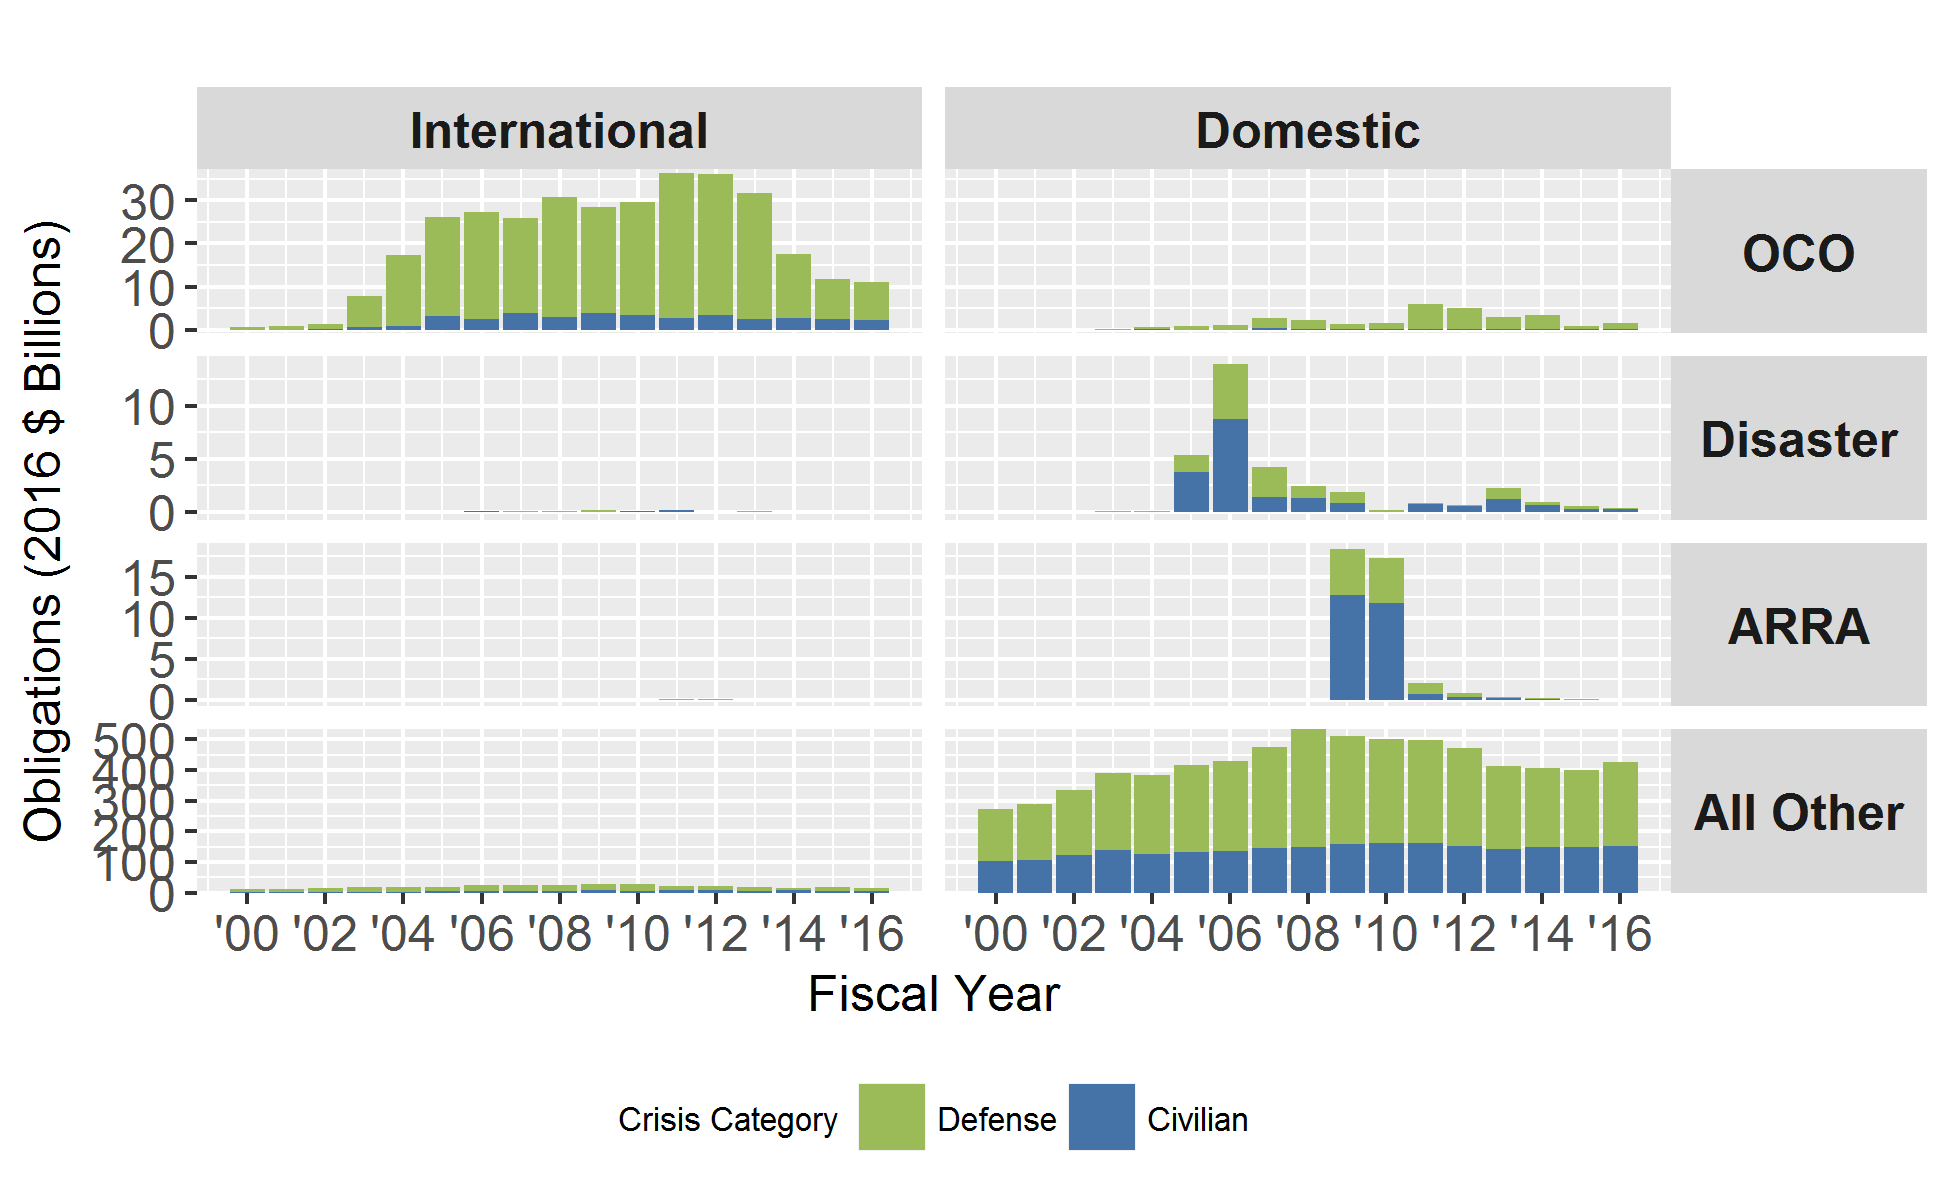 International Domestic
Obligations (2016 $ Billions)
30
20
10
0
OCO
10
5
0
Disaster
15
10
5
0
ARRA
500
400
300
200
100
0
All Other
'00 '02 '04 '06 '08 '10 '12 '14 '16 '00 '02 '04 '06 '08 '10 '12 '14 '16
Fiscal Year
Crisis Category Defense Civilian